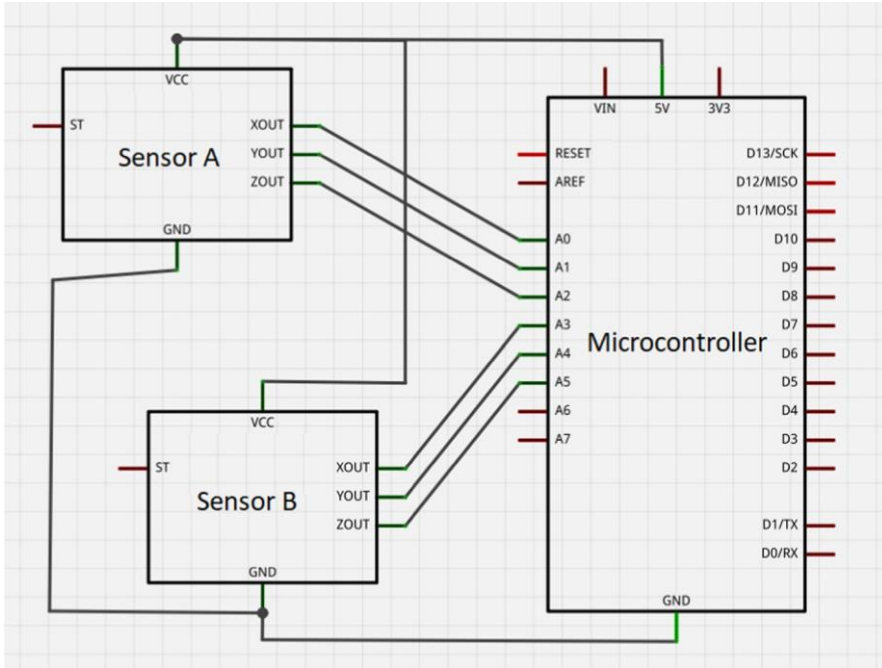 VCC
ST
XOUT
YOUT
ZOUT
Sensor A
GND
VCC
ST
XOUT
YOUT
ZOUT
Sensor B
GND
VIN 5V 3V3
RESET
AREF
A0
A1
A2
A3
A4
A5
A6
A7
Microcontroller
D13/SCK
D12/MISO
D11/MOSI
D10
D9
D8
D7
D6
D5
D4
D3
D2
D1/TX
D0/RX
GND